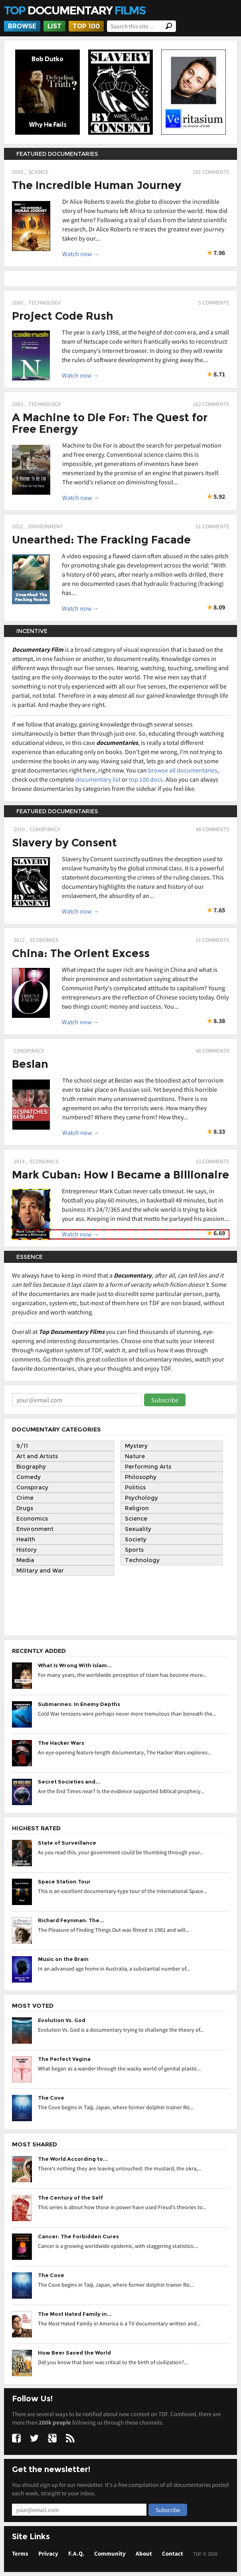 TOP DOCUMENTARY FILMS
BROWSE LIST TOP 100 Search this site...
Bob Dutko
Defending Truth?
Why He Fails
SLAVERY BY CONSENT
Veritasium
an element of truth
FEATURED DOCUMENTARIES
2009, SCIENCE 101 COMMENTS
The Incredible Human Journey
Dr Alice Roberts travels the globe to discover the incredible
story of how humans left Africa to colonize the world. How did
we get here? Following a trail of clues from the latest scientific
research, Dr Alice Roberts re-traces the greatest ever journey
taken by our...
Watch now → 7.96
2000, TECHNOLOGY 5 COMMENTS
Project Code Rush
The year is early 1998, at the height of dot-com era, and a small
team of Netscape code writers frantically works to reconstruct
the company's Internet browser. In doing so they will rewrite
the rules of software development by giving away the...
Watch now → 8.71
2003, TECHNOLOGY 162 COMMENTS
A Machine to Die For: The Quest for
Free Energy
Machine to Die For is about the search for perpetual motion
and free energy. Conventional science claims this is
impossible, yet generations of inventors have been
mesmerized by the promise of an engine that powers itself.
The world's obsession on diminishing fossil...
Watch now → 5.92
2012, ENVIRONMENT 51 COMMENTS
Unearthed: The Fracking Facade
Unearthed: The
Fracking Facade
A video exposing a flawed claim often abused in the sales pitch
for promoting shale gas development across the world: "With
a history of 60 years, after nearly a million wells drilled, there
are no documented cases that hydraulic fracturing (fracking)
has...
Watch now → 8.09
INCENTIVE
Documentary Film is a broad category of visual expression that is based on the
attempt, in one fashion or another, to document reality. Knowledge comes in
different ways through our five senses. Hearing, watching, touching, smelling and
tasting are the only doors to observe the real world. That doesn't mean to say that if
something is not truly experienced with all our five senses, the experience will be
partial, not total. Therefore in a way almost all our gained knowledge through life
is partial. And maybe they are right.
If we follow that analogy, gaining knowledge through several senses
simultaneously is better than through just one. So, educating through watching
educational videos, in this case documentaries, is really a total different
experience than educating only on books. Don't get me wrong, I'm not trying to
underestimate the books, no way. Having said this, let's go ahead and watch some
great documentaries right here, right now. You can browse all documentaries,
check out the complete documentary list or top 100 docs. Also you can always
browse documentaries by categories to choose the genre if you that like.
FEATURED DOCUMENTARIES
2010, CONSPIRACY 40 COMMENTS
Slavery by Consent
SLAVERY BY CONSENT
Slavery by Consent succinctly outlines a scam that is used to
enslave humanity by the global criminal class. It is a powerful
statement documenting the crimes of the ruling classes. This
documentary highlights the nature and history of our
enslavement, the absurdity of an...
Watch now → 7.65
2012, ECONOMICS 11 COMMENTS
China: The Orient Excess
ORIENT EXCESS
What impact the super rich are having in China and what is
their prominence and ostentation saying about the
Communist Party's changed attitude to capitalism? Young
entrepreneurs are the reflection of Chinese society today. Only
two things count: money and success. You...
Watch now → 8.38
CONSPIRACY 46 COMMENTS
Beslan
DISPATCHES:
BESLAN
The school siege at Beslan was the bloodiest act of terrorism
ever to take place on Russian soil. Yet beyond this horrible
truth remain many unanswered questions. There is no
agreement on who the terrorists were. How many they
numbered? Where they came from? How they...
Watch now → 8.33
2014, ECONOMICS 13 COMMENTS
Mark Cuban: How I Became a Billionaire
Mark Cuban: How I
Became a Billionaire
Entrepreneur Mark Cuban never calls timeout. He says, in
football you play 60 minutes, in basketball 48 minutes, but in
business it's 24/7/365 and the whole world is trying to kick
your ass. Keeping in mind that motto he parlayed his passion...
Watch now → 6.69
ESSENCE
We always have to keep in mind that a Documentary, after all, can tell lies and it
can tell lies because it lays claim to a form of veracity which fiction doesn't. Some
of the documentaries are made just to discredit some particular person, party,
organization, system etc, but most of them here on TDF are non biased, without
prejudice and worth watching.
Overall at Top Documentary Films you can find thousands of stunning, eye-
opening and interesting documentaries. Choose one that suits your interest
through navigation system of TDF, watch it, and tell us how it was through
comments. Go through this great collection of documentary movies, watch your
favorite documentaries, share your thoughts and enjoy TDF.
your@email.com Subscribe
DOCUMENTARY CATEGORIES
9/11
Art and Artists
Biography
Comedy
Conspiracy
Crime
Drugs
Economics
Environment
Health
History
Media
Military and War
Mystery
Nature
Performing Arts
Philosophy
Politics
Psychology
Religion
Science
Sexuality
Society
Sports
Technology
RECENTLY ADDED
What Is Wrong With Islam...
For many years, the worldwide perception of Islam has become more...
Submarines: In Enemy Depths
Cold War tensions were perhaps never more tremulous than beneath the...
The Hacker Wars
An eye-opening feature-length documentary, The Hacker Wars explores...
Secret Societies and...
Are the End Times near? Is the evidence supported biblical prophecy...
HIGHEST RATED
State of Surveillance
As you read this, your government could be thumbing through your...
Space Station Tour
This is an excellent documentary-type tour of the International Space...
Richard Feynman: The...
The Pleasure of Finding Things Out was filmed in 1981 and will...
Music on the Brain
In an advanced age home in Australia, a substantial number of...
MOST VOTED
Evolution Vs. God
Evolution Vs. God is a documentary trying to challenge the theory of...
The Perfect Vagina
What began as a wander through the wacky world of genital plastic...
The Cove
The Cove begins in Taiji, Japan, where former dolphin trainer Ric...
MOST SHARED
The World According to...
There's nothing they are leaving untouched: the mustard, the okra,...
The Century of the Self
This series is about how those in power have used Freud's theories to...
Cancer: The Forbidden Cures
Cancer is a growing worldwide epidemic, with staggering statistics:...
The Cove
The Cove begins in Taiji, Japan, where former dolphin trainer Ric...
The Most Hated Family in...
The Most Hated Family in America is a TV documentary written and...
How Beer Saved the World
Did you know that beer was critical to the birth of civilization?...
Follow Us!
There are several ways to be notified about new content on TDF. Combined, there are
more than 200k people following us through these channels:
Get the newsletter!
You should sign up for our newsletter. It's a free compilation of all documentaries posted
each week, straight to your inbox.
your@email.com Subscribe
Site Links
Terms Privacy F.A.Q. Community About Contact TDF © 2016